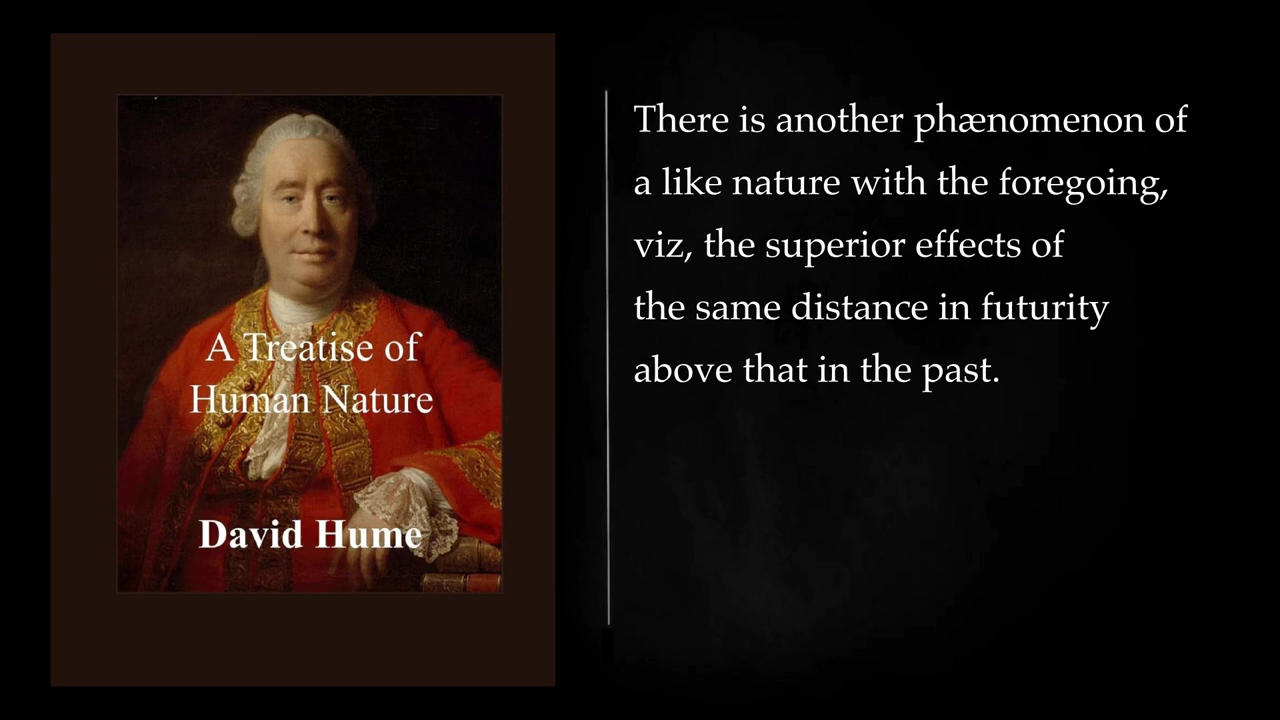 A Treatise of
Human Nature
David Hume
There is another phænomenon of
a like nature with the foregoing,
viz, the superior effects of
the same distance in futurity
above that in the past.